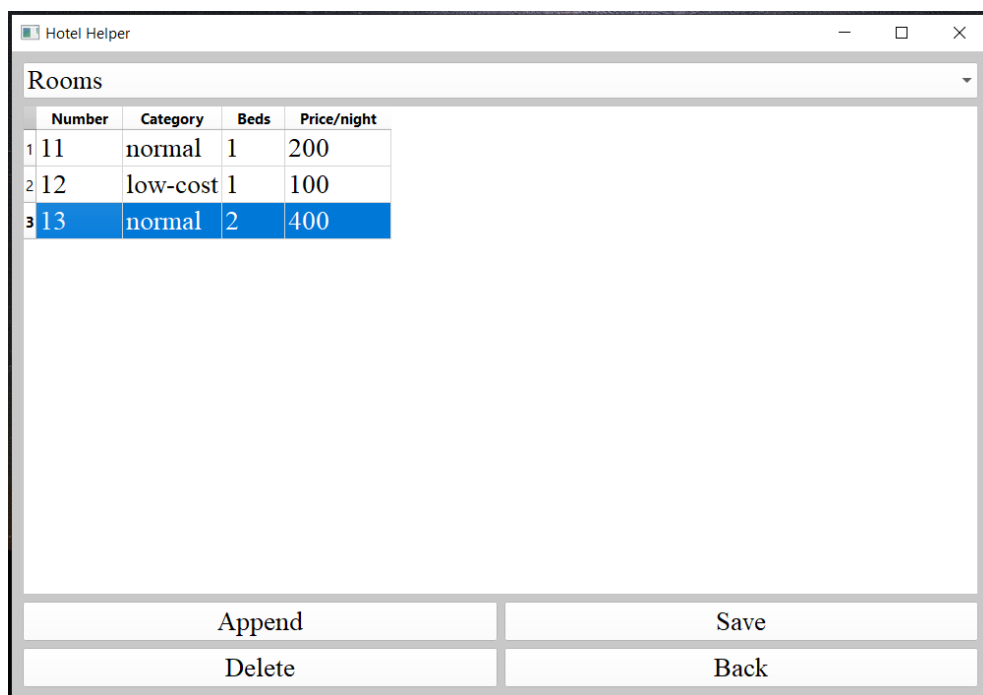 Hotel Helper
Rooms
Number Category Beds Price/night
1 11 normal 1 200
2 12 low-cost 1 100
3 13 normal 2 400
Append Save
Delete Back